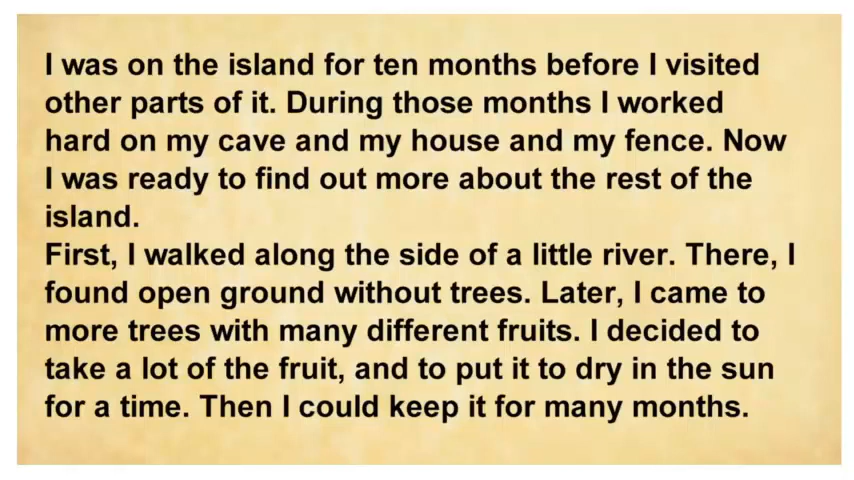 I was on the island for ten months before I visited
other parts of it. During those months I worked
hard on my cave and my house and my fence. Now
I was ready to find out more about the rest of the
island.
First, I walked along the side of a little river. There, I
found open ground without trees. Later, I came to
more trees with many different fruits. I decided to
take a lot of the fruit, and to put it to dry in the sun
for a time. Then I could keep it for many months.